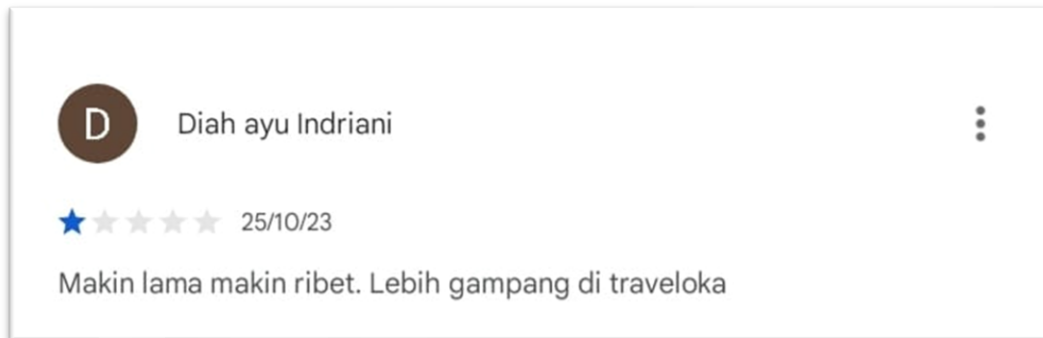 D
Diah ayu Indriani
25/10/23
Makin lama makin ribet. Lebih gampang di traveloka